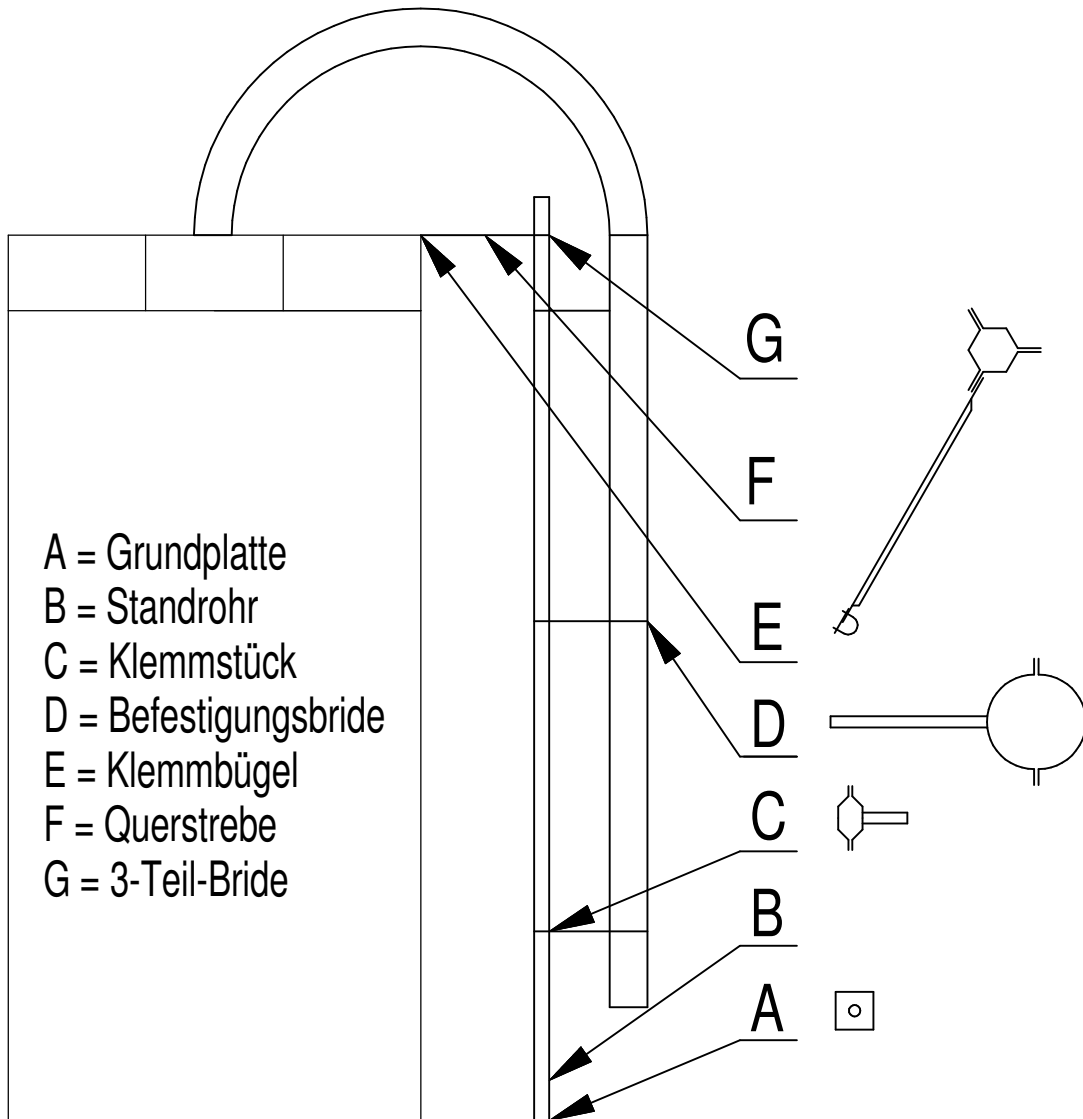 G
F
A = Grundplatte
B = Standrohr
E
C = Klemmstück
D = Befestigungsbride
D
E = Klemmbügel
F = Querstrebe
C
G = 3-Teil-Bride
B
A